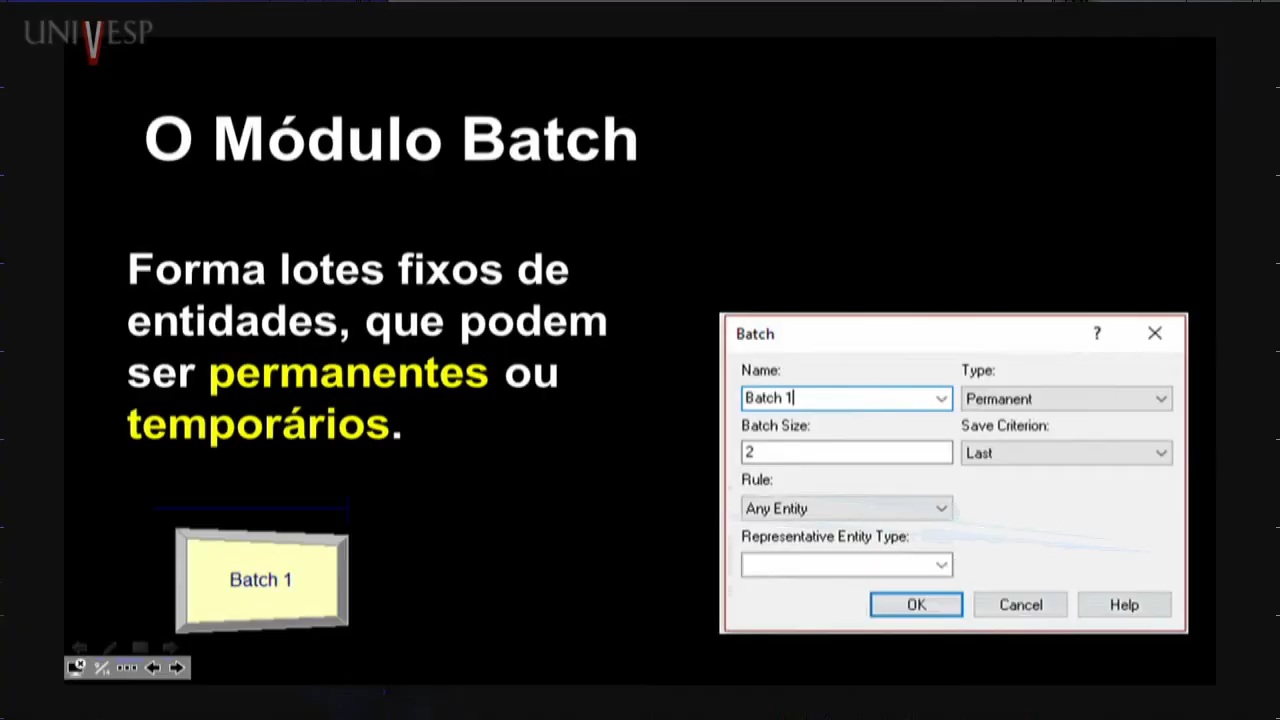 UNIVESP
O Módulo Batch
Forma lotes fixos de
entidades, que podem
ser permanentes ou
temporários.
Batch 1
Batch ?
Name: Type:
Batch 1 Permanent
Batch Size: Save Criterion:
2 Last
Rule:
Any Entity
Representative Entity Type:
OK Cancel Help